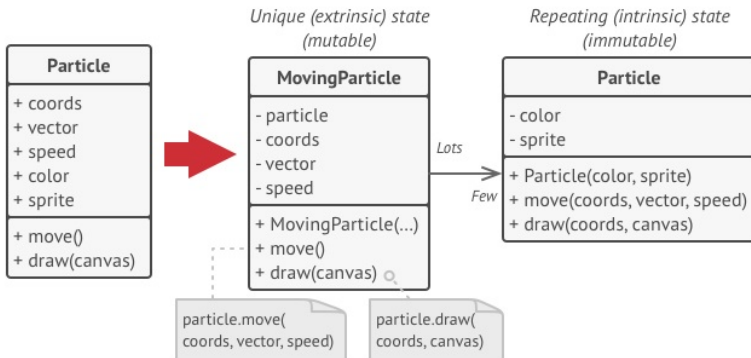 Unique (extrinsic) state
(mutable)
Repeating (intrinsic) state
(immutable)
Particle
+ coords
+ vector
+ speed
+ color
+ sprite
+ move()
+ draw(canvas)
MovingParticle
- particle
- coords
- vector
- speed
+ MovingParticle(...)
+ move()
+ draw(canvas)
Lots
Few
Particle
- color
- sprite
+ Particle(color, sprite)
+ move(coords, vector, speed)
+ draw(coords, canvas)
particle.move(
coords, vector, speed)
particle.draw(
coords, canvas)